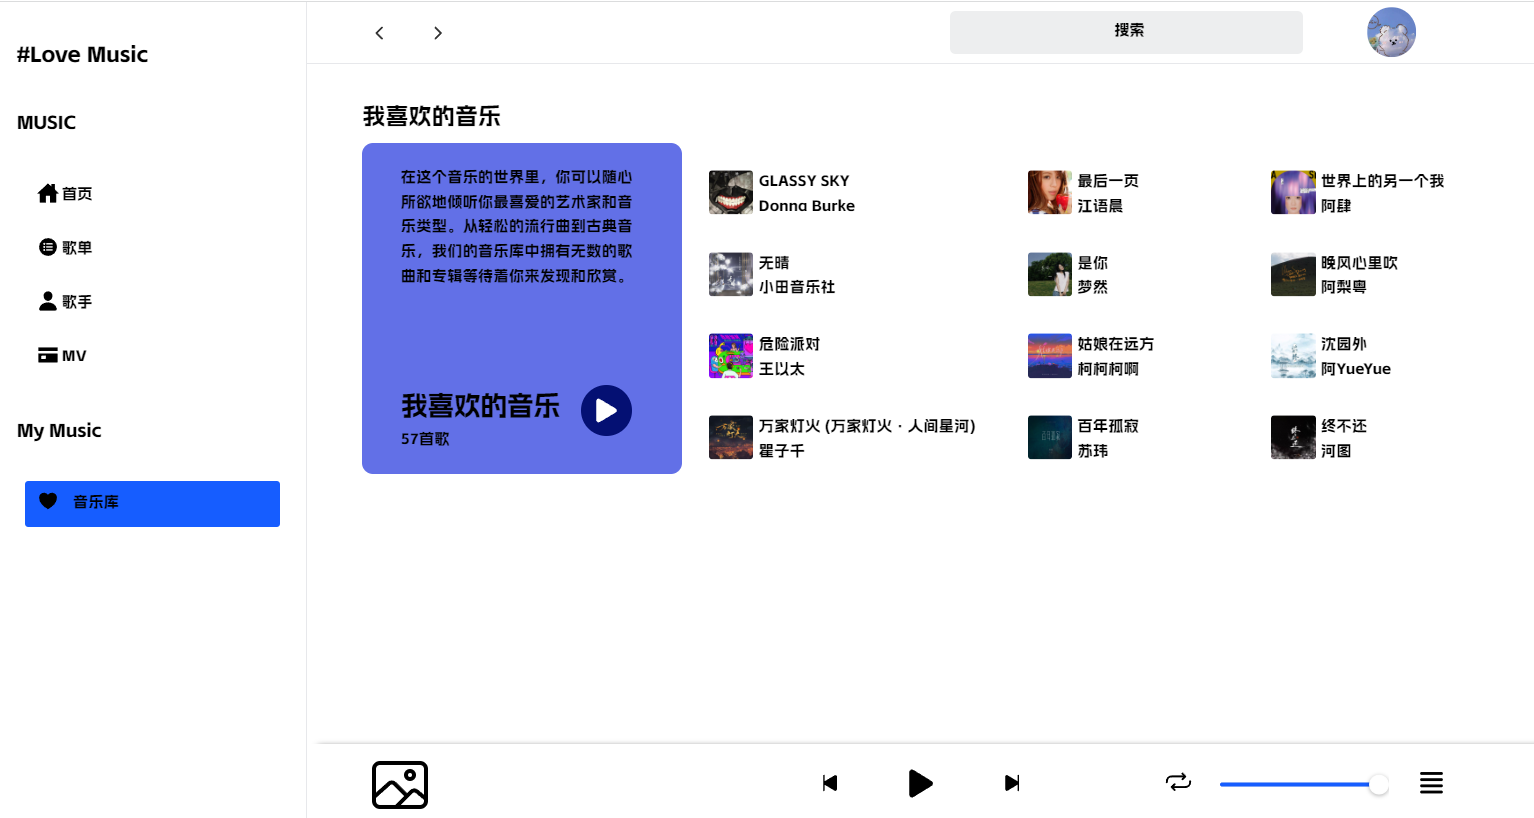 #Love Music
搜索
MUSIC
首页
歌单
歌手
MV
My Music
音乐库
我喜欢的音乐
在这个音乐的世界里，你可以随心
所欲地倾听你最喜爱的艺术家和音
乐类型。从轻松的流行曲到古典音
乐，我们的音乐库中拥有无数的歌
曲和专辑等待着你来发现和欣赏。
我喜欢的音乐
57首歌
GLASSY SKY
Donna Burke
最后一页
江语晨
世界上的另一个我
阿肆
无晴
小田音乐社
是你
梦然
晚风心里吹
阿梨粤
危险派对
王以太
姑娘在远方
柯柯柯啊
沈园外
阿YueYue
万家灯火 (万家灯火 · 人间星河)
瞿子千
百年孤寂
苏玮
终不还
河图